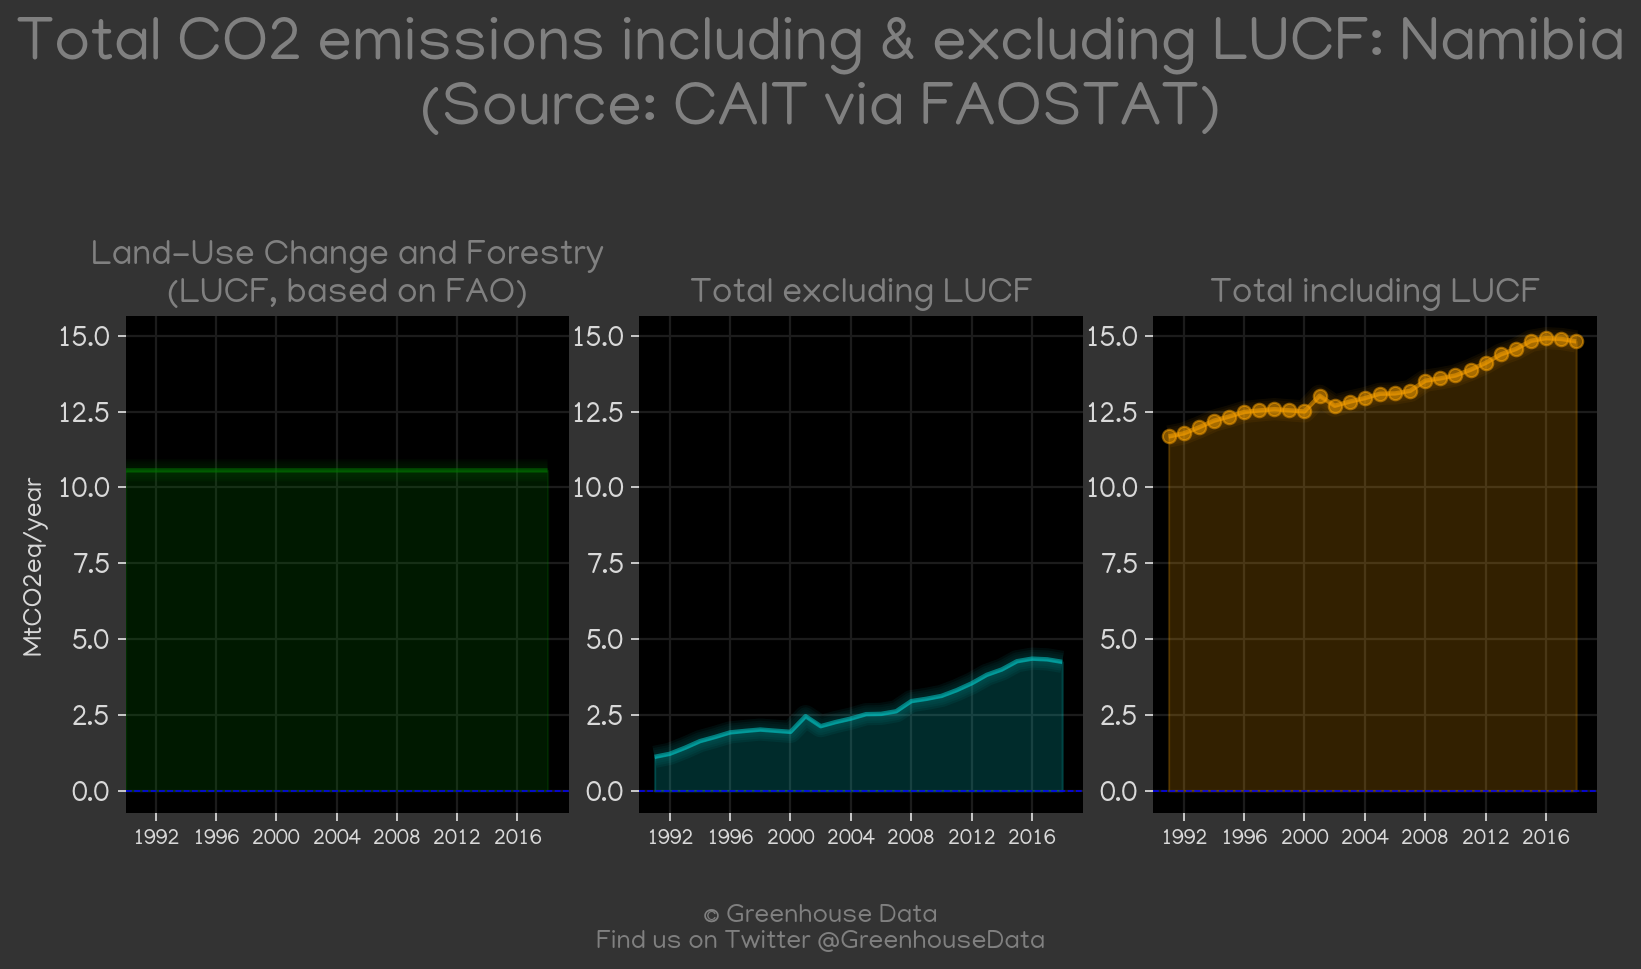 Total CO2 emissions including & excluding LUCF: Namibia
(Source: CAIT via FAOSTAT)
Land-Use Change and Forestry
(LUCF, based on FAO)
Total excluding LUCF
Total including LUCF
MtCO2eq/year
15.0
12.5
10.0
7.5
5.0
2.5
0.0
1992 1996 2000 2004 2008 2012 2016
15.0
12.5
10.0
7.5
5.0
2.5
0.0
1992 1996 2000 2004 2008 2012 2016
15.0
12.5
10.0
7.5
5.0
2.5
0.0
1992 1996 2000 2004 2008 2012 2016
© Greenhouse Data
Find us on Twitter @GreenhouseData